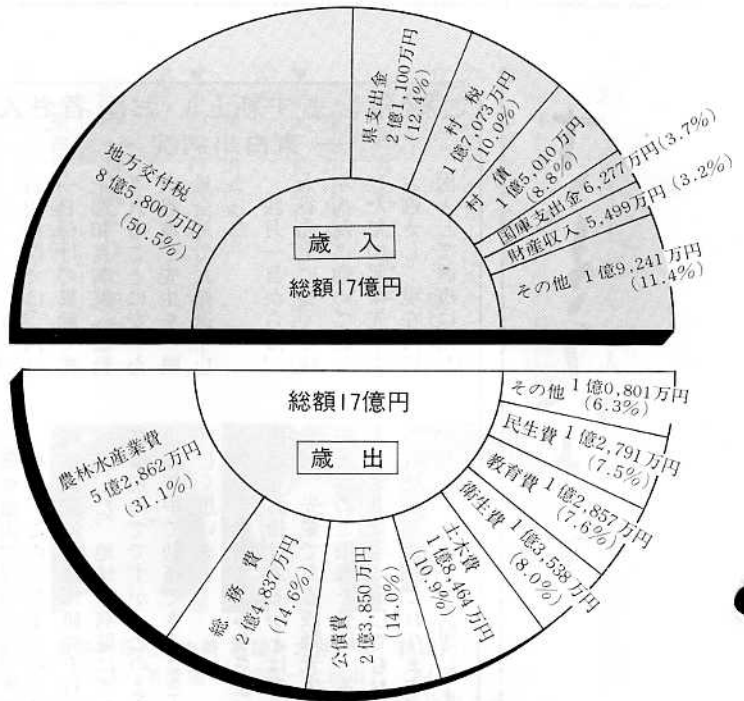 地方交付税
8億5,800万円
(50.5%)
県支出金
2億1,100万円
(12.4%)
村税
1億7,073万円
(10.0%)
村債
1億5,010万円
(8.8%)
国庫支出金 6,277万円(3.7%)
財産収入 5,499万円(3.2%)
その他 1億9,241万円
(11.4%)
歳入
総額17億円
総額17億円
歳出
農林水産業費
5億2,862万円
(31.1%)
総務費
2億4,837万円
(14.6%)
公債費
2億3,850万円
(14.0%)
土木費
1億8,464万円
(10.9%)
衛生費 1億3,538万円
(8.0%)
教育費 1億2,857万円
(7.6%)
民生費 1億2,791万円
(7.5%)
その他 1億0,801万円
(6.3%)